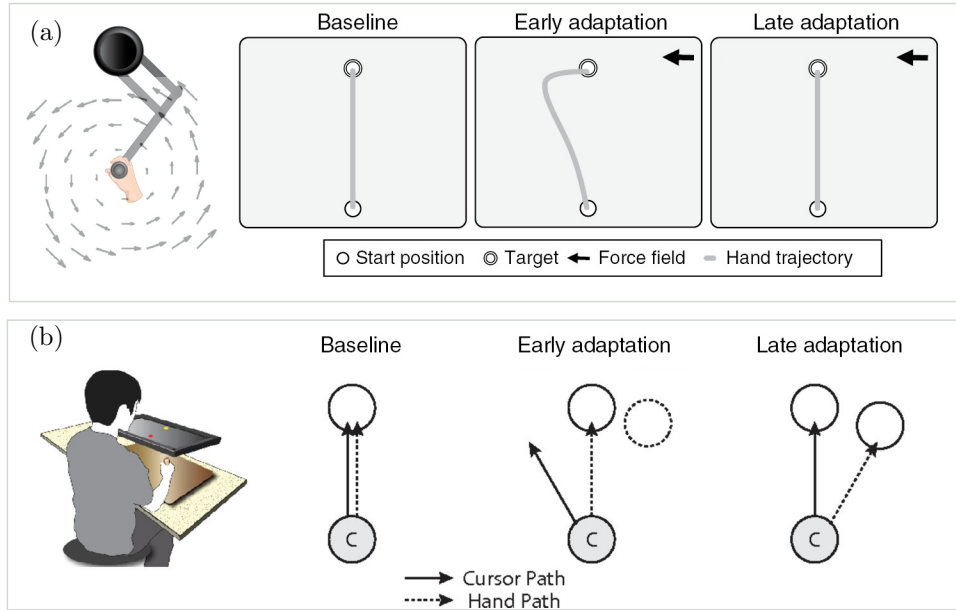 (a)
Baseline
Early adaptation
Late adaptation
Start position
Target
Force field
Hand trajectory
(b)
Baseline
Early adaptation
Late adaptation
C
C
C
Cursor Path
Hand Path